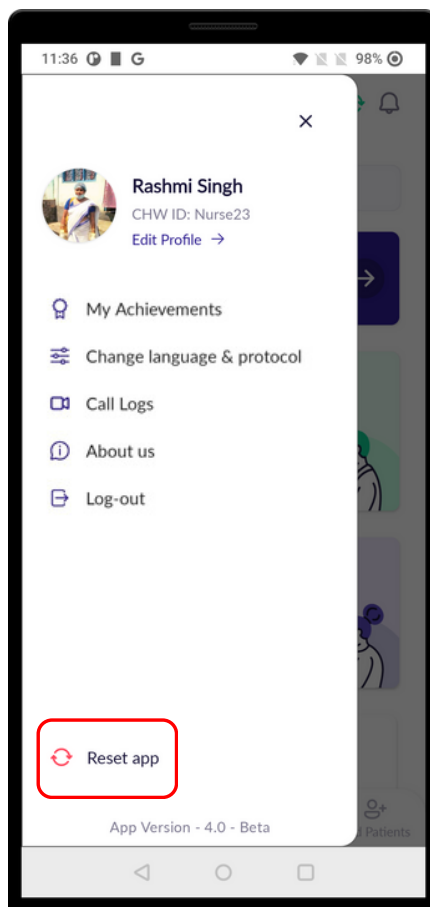 11:36 G 98%
Rashmi Singh
CHW ID: Nurse23
Edit Profile →
My Achievements
Change language & protocol
Call Logs
About us
Log-out
Reset app
App Version - 4.0 - Beta
Patients